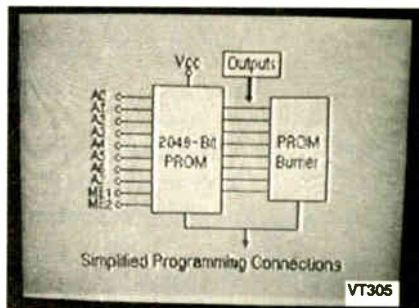 Vcc
Outputs
A0
A1
A2
A3
A4
A5
A6
A7
ME1
ME2
2048-Bit
PROM
PROM
Burner
Simplified Programming Connections
VT305